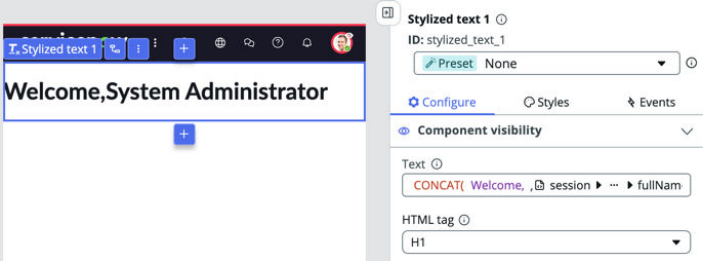 Stylized text 1
Welcome,System Administrator
Stylized text 1
ID: stylized_text_1
Preset None
Configure Styles Events
Component visibility
Text
CONCAT( Welcome, , session ▸ ··· ▸ fullNam
HTML tag
H1